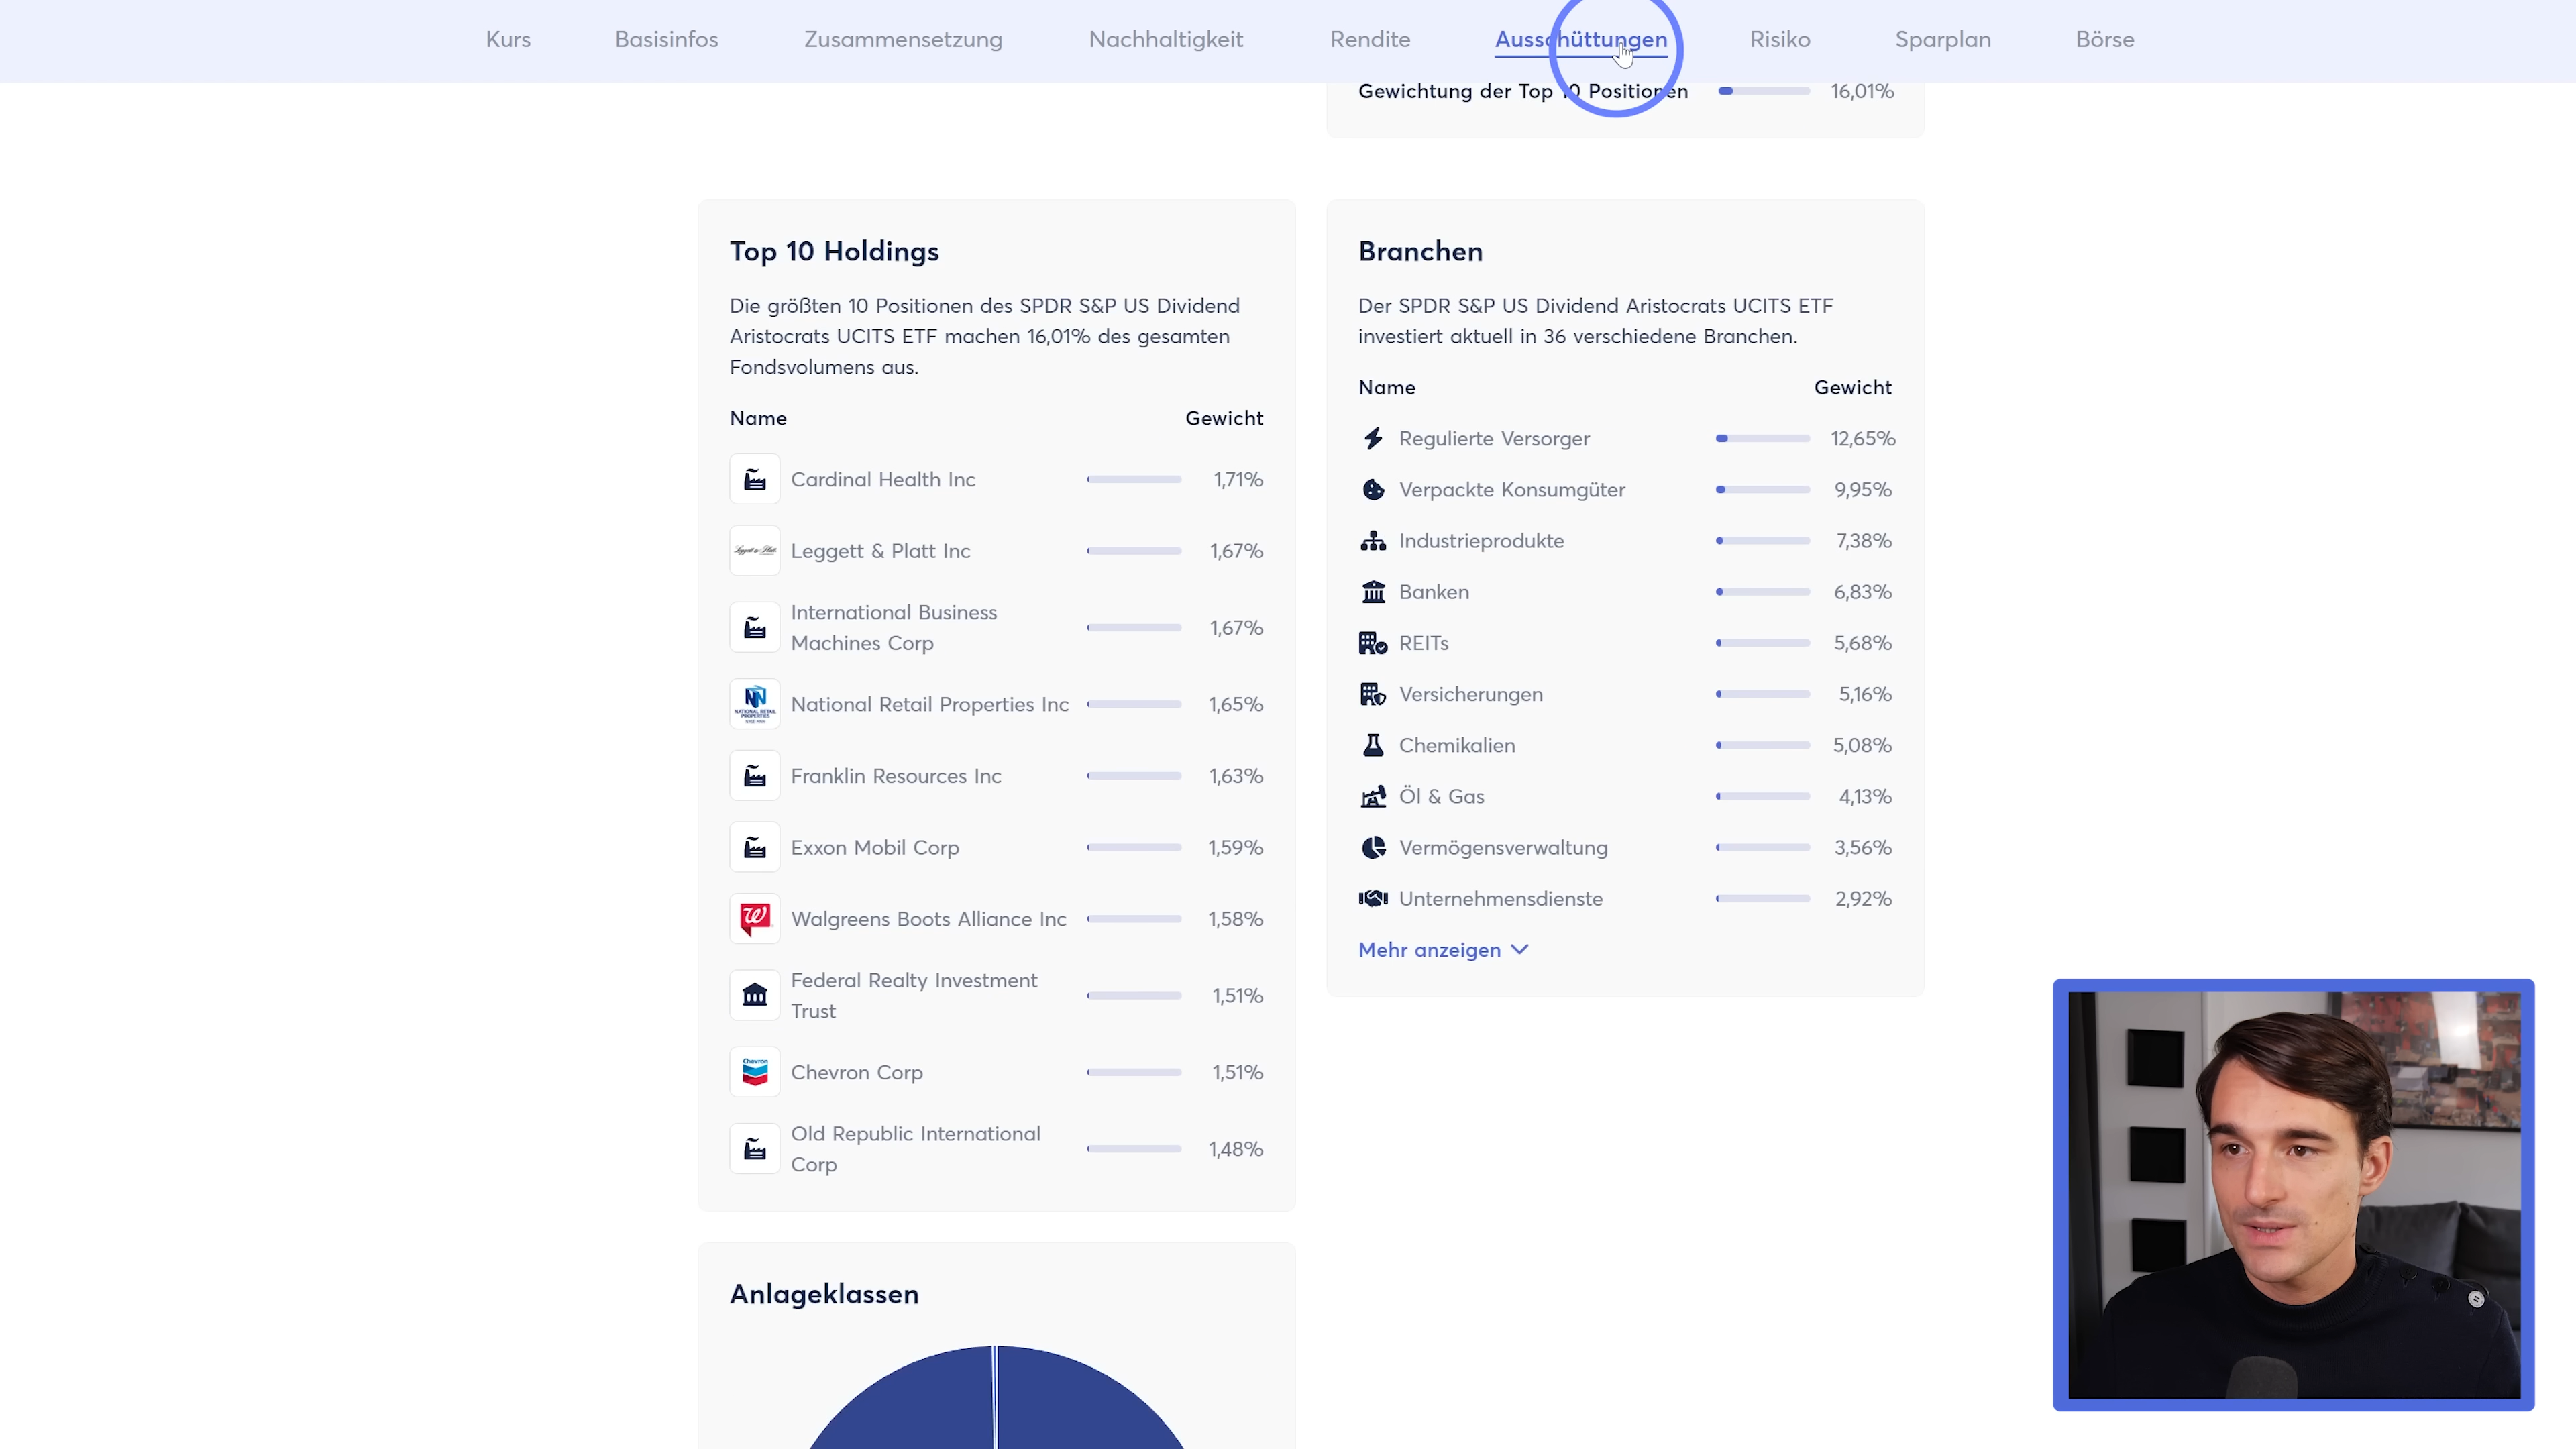 Kurs Basisinfos Zusammensetzung Nachhaltigkeit Rendite Ausschüttungen Risiko Sparplan Börse
Gewichtung der Top 10 Positionen 16,01%
Top 10 Holdings
Die größten 10 Positionen des SPDR S&P US Dividend
Aristocrats UCITS ETF machen 16,01% des gesamten
Fondsvolumens aus.
Name Gewicht
Cardinal Health Inc 1,71%
Leggett & Platt
Leggett & Platt Inc 1,67%
International Business
Machines Corp 1,67%
NATIONAL RETAIL
PROPERTIES
National Retail Properties Inc 1,65%
Franklin Resources Inc 1,63%
Exxon Mobil Corp 1,59%
W
Walgreens Boots Alliance Inc 1,58%
Federal Realty Investment
Trust 1,51%
Chevron
Chevron Corp 1,51%
Old Republic International
Corp 1,48%
Branchen
Der SPDR S&P US Dividend Aristocrats UCITS ETF
investiert aktuell in 36 verschiedene Branchen.
Name Gewicht
Regulierte Versorger 12,65%
Verpackte Konsumgüter 9,95%
Industrieprodukte 7,38%
Banken 6,83%
REITs 5,68%
Versicherungen 5,16%
Chemikalien 5,08%
Öl & Gas 4,13%
Vermögensverwaltung 3,56%
Unternehmensdienste 2,92%
Mehr anzeigen
Anlageklassen